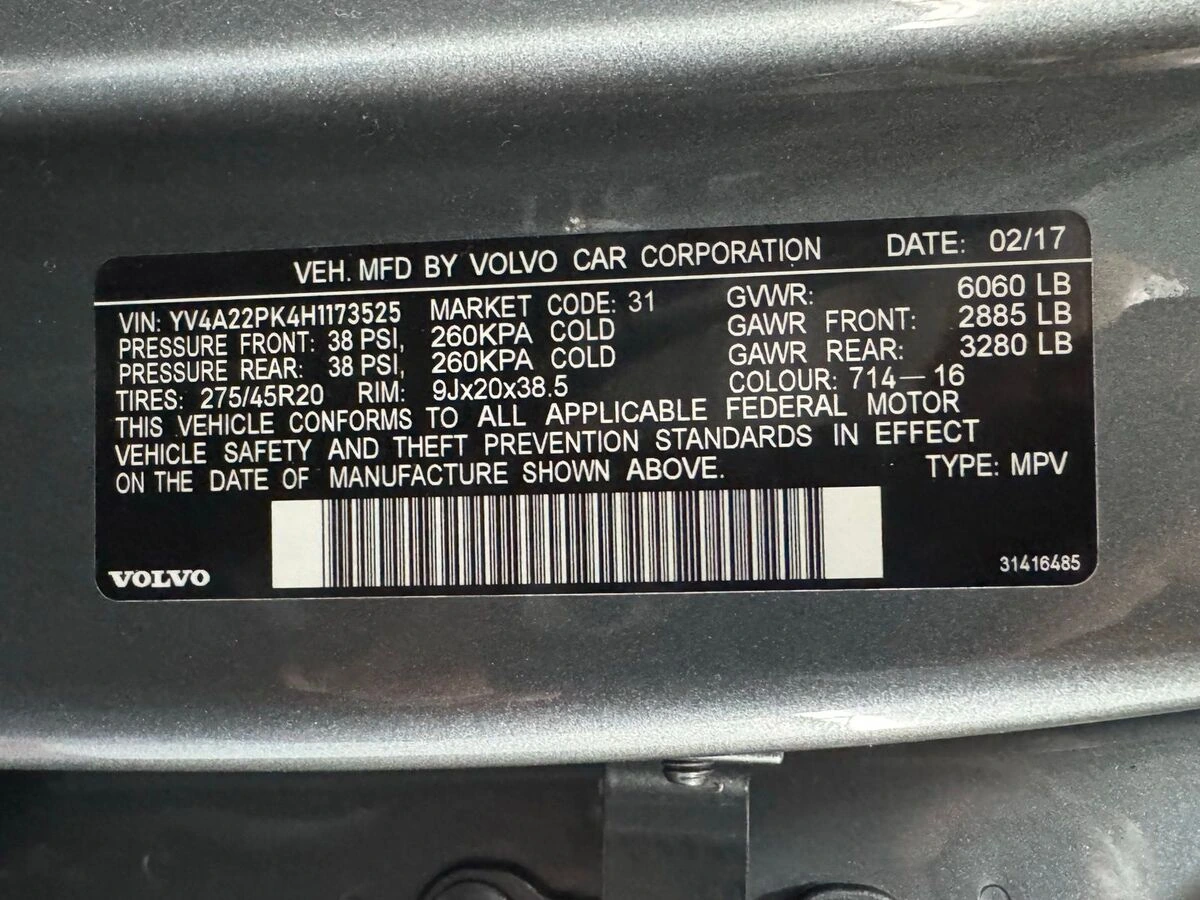 VEH. MFD BY VOLVO CAR CORPORATION DATE: 02/17
VIN: YV4A22PK4H1173525 MARKET CODE: 31 GVWR: 6060 LB
PRESSURE FRONT: 38 PSI, 260KPA COLD GAWR FRONT: 2885 LB
PRESSURE REAR: 38 PSI, 260KPA COLD GAWR REAR: 3280 LB
TIRES: 275/45R20 RIM: 9Jx20x38.5 COLOUR: 714—16
THIS VEHICLE CONFORMS TO ALL APPLICABLE FEDERAL MOTOR
VEHICLE SAFETY AND THEFT PREVENTION STANDARDS IN EFFECT
ON THE DATE OF MANUFACTURE SHOWN ABOVE. TYPE: MPV
VOLVO 31416485